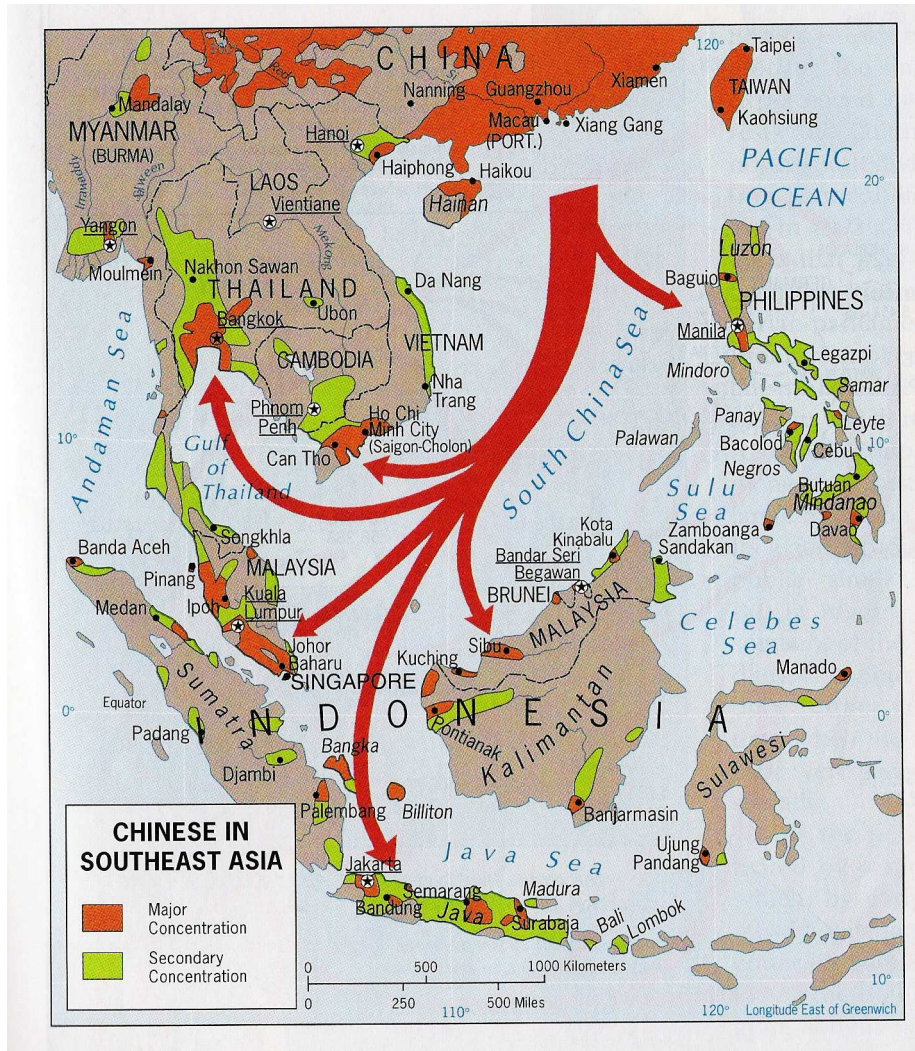 CHINA
120°
Taipei
Red
Si
Xiamen
TAIWAN
Nanning
Guangzhou
Mandalay
Macau
(PORT.)
Xiang Gang
Kaohsiung
MYANMAR
(BURMA)
Hanoi
Haiphong
Haikou
PACIFIC
OCEAN
20°
Irrawaddy
Salween
LAOS
Vientiane
Hainan
Yangon
Mekong
Luzon
Moulmein
Nakhon Sawan
Da Nang
Baguio
THAILAND
Ubon
PHILIPPINES
Bangkok
Manila
Andaman Sea
CAMBODIA
VIETNAM
South China Sea
Legazpi
Mindoro
Nha
Trang
Samar
Phnom
Penh
Ho Chi
Minh City
(Saigon-Cholon)
Panay
Leyte
10°
Gulf
of
Thailand
Can Tho
Palawan
Bacolod
Cebu
10°
Negros
Sulu
Sea
Butuan
Mindanao
Songkhla
Kota
Kinabalu
Zamboanga
Davao
Banda Aceh
Bandar Seri
Begawan
Sandakan
Pinang
MALAYSIA
BRUNEI
Ipoh
Kuala
Lumpur
MALAYSIA
Medan
Celebes
Sea
Johor
Baharu
Sibu
Kuching
Manado
SINGAPORE
Sumatra
Equator
0°
INDONESIA
0°
Padang
Pontianak
Kalimantan
Bangka
Sulawesi
Djambi
Palembang
Billiton
Banjarmasin
CHINESE IN
SOUTHEAST ASIA
Java Sea
Ujung
Pandang
Jakarta
Semarang
Madura
Major
Concentration
Bandung
Java
Surabaja
Bali
Lombok
Secondary
Concentration
0 500 1000 Kilometers
0 250 500 Miles
10°
110°
120°
Longitude East of Greenwich